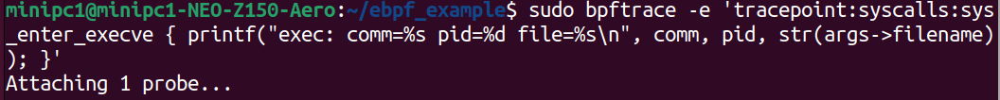 minipc1@minipc1-NEO-Z150-Aero:~/ebpf_example$ sudo bpftrace -e 'tracepoint:syscalls:sys
_enter_execve { printf("exec: comm=%s pid=%d file=%s\n", comm, pid, str(args->filename)
); }'
Attaching 1 probe...